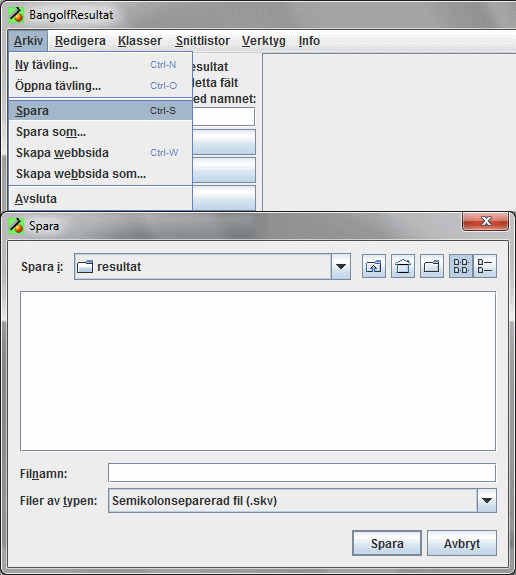 BangolfResultat
Arkiv Redigera Klasser Snittlistor Verktyg Info
Ny tävling... Ctrl-N
Öppna tävling... Ctrl-O
Spara Ctrl-S
Spara som...
Skapa webbsida Ctrl-W
Skapa webbsida som...
Avsluta
esultat
detta fält
ed namnet:
Spara
Spara i: resultat
Filnamn:
Filer av typen: Semikolonseparerad fil (.skv)
Spara Avbryt